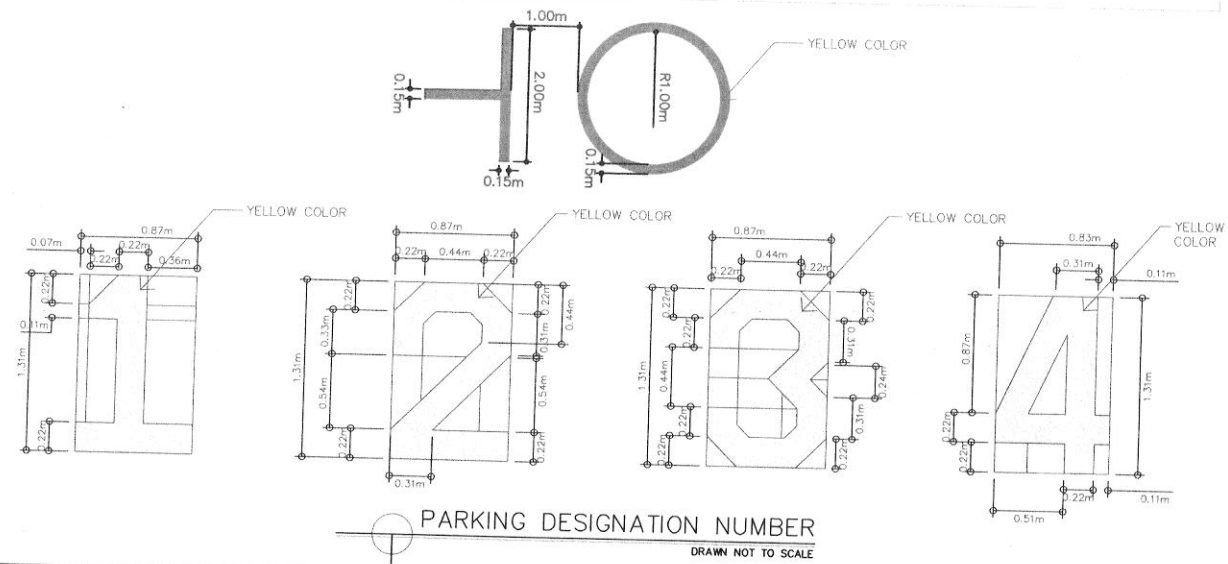 1.00m
YELLOW COLOR
0.15m
2.00m
R1.00m
0.15m
0.15m
YELLOW COLOR
0.87m
0.07m
0.22m
0.22m
0.36m
0.22m
0.11m
1.31m
0.22m
YELLOW COLOR
0.87m
0.22m
0.44m
0.22m
0.22m
0.33m
1.31m
0.54m
0.22m
0.22m
0.44m
0.31m
0.54m
0.22m
0.31m
YELLOW COLOR
0.87m
0.44m
0.22m
0.22m
0.22m
0.22m
1.31m
0.44m
0.22m
0.22m
0.22m
0.31m
0.24m
0.31m
0.22m
YELLOW
COLOR
0.83m
0.31m
0.11m
0.87m
1.31m
0.22m
0.22m
0.22m
0.11m
0.51m
1
2
3
4
PARKING DESIGNATION NUMBER
DRAWN NOT TO SCALE